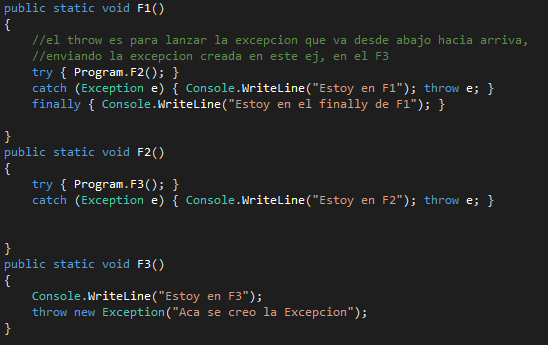 public static void F1()
{
//el throw es para lanzar la excepcion que va desde abajo hacia arriva,
//enviando la excepcion creada en este ej, en el F3
try { Program.F2(); }
catch (Exception e) { Console.WriteLine("Estoy en F1"); throw e; }
finally { Console.WriteLine("Estoy en el finally de F1"); }
}
public static void F2()
{
try { Program.F3(); }
catch (Exception e) { Console.WriteLine("Estoy en F2"); throw e; }
}
public static void F3()
{
Console.WriteLine("Estoy en F3");
throw new Exception("Aca se creo la Excepcion");
}